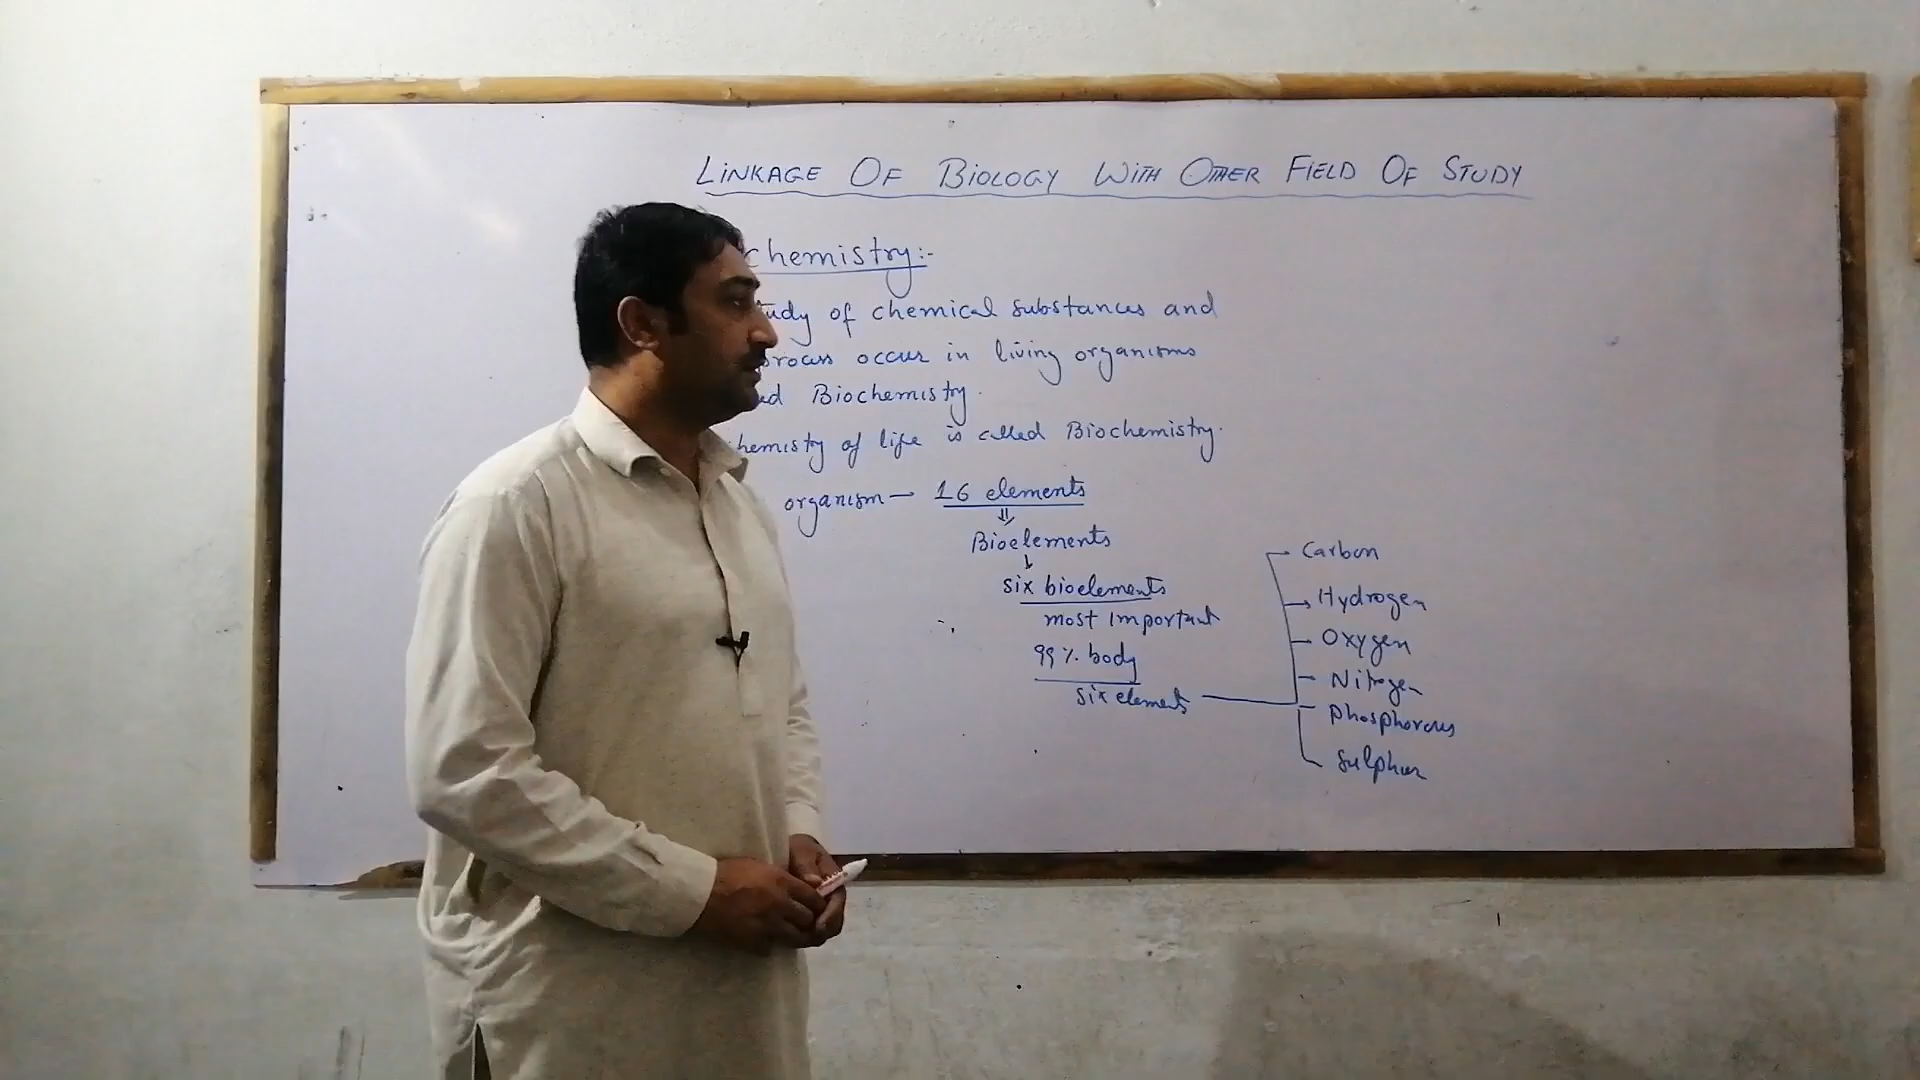 LINKAGE OF BIOLOGY WITH OTHER FIELD OF STUDY
chemistry:-
tudy of chemical substances and
process occur in living organisms
ed Biochemistry.
hemistry of life is called Biochemistry.
organism — 16 elements
⇓
Bioelements
↓
six bioelements
most important
99% body
six elements
Carbon
Hydrogen
Oxygen
Nitrogen
Phosphorous
Sulphur